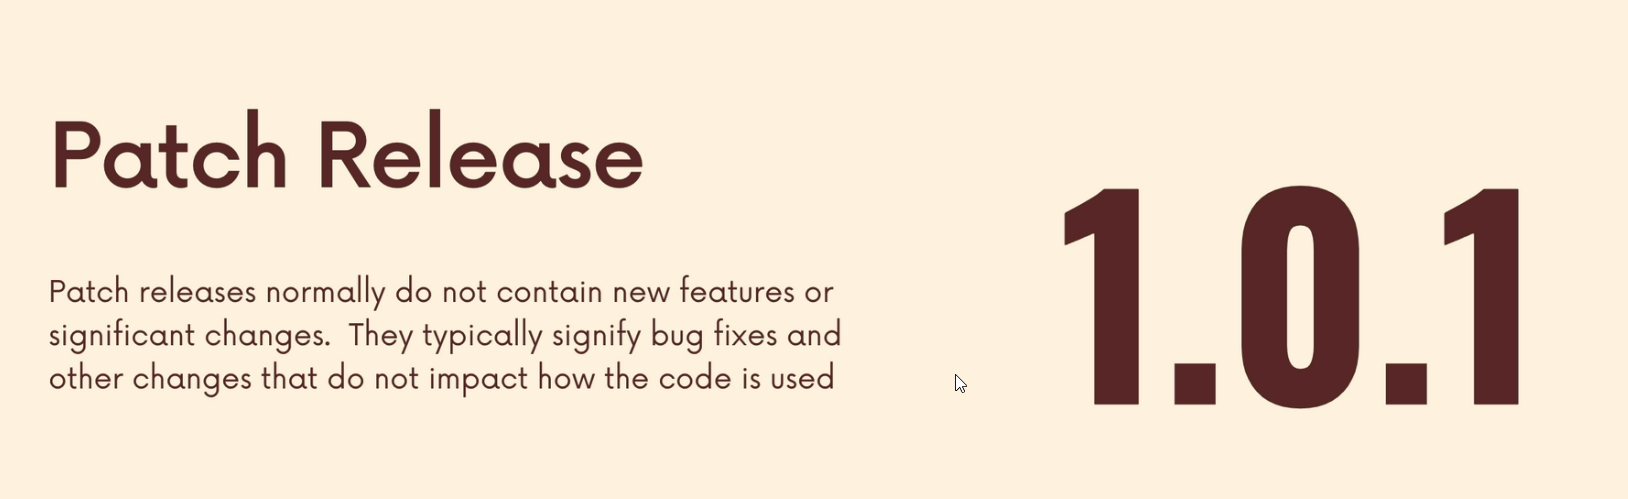 Patch Release
Patch releases normally do not contain new features or
significant changes.  They typically signify bug fixes and
other changes that do not impact how the code is used
1.0.1